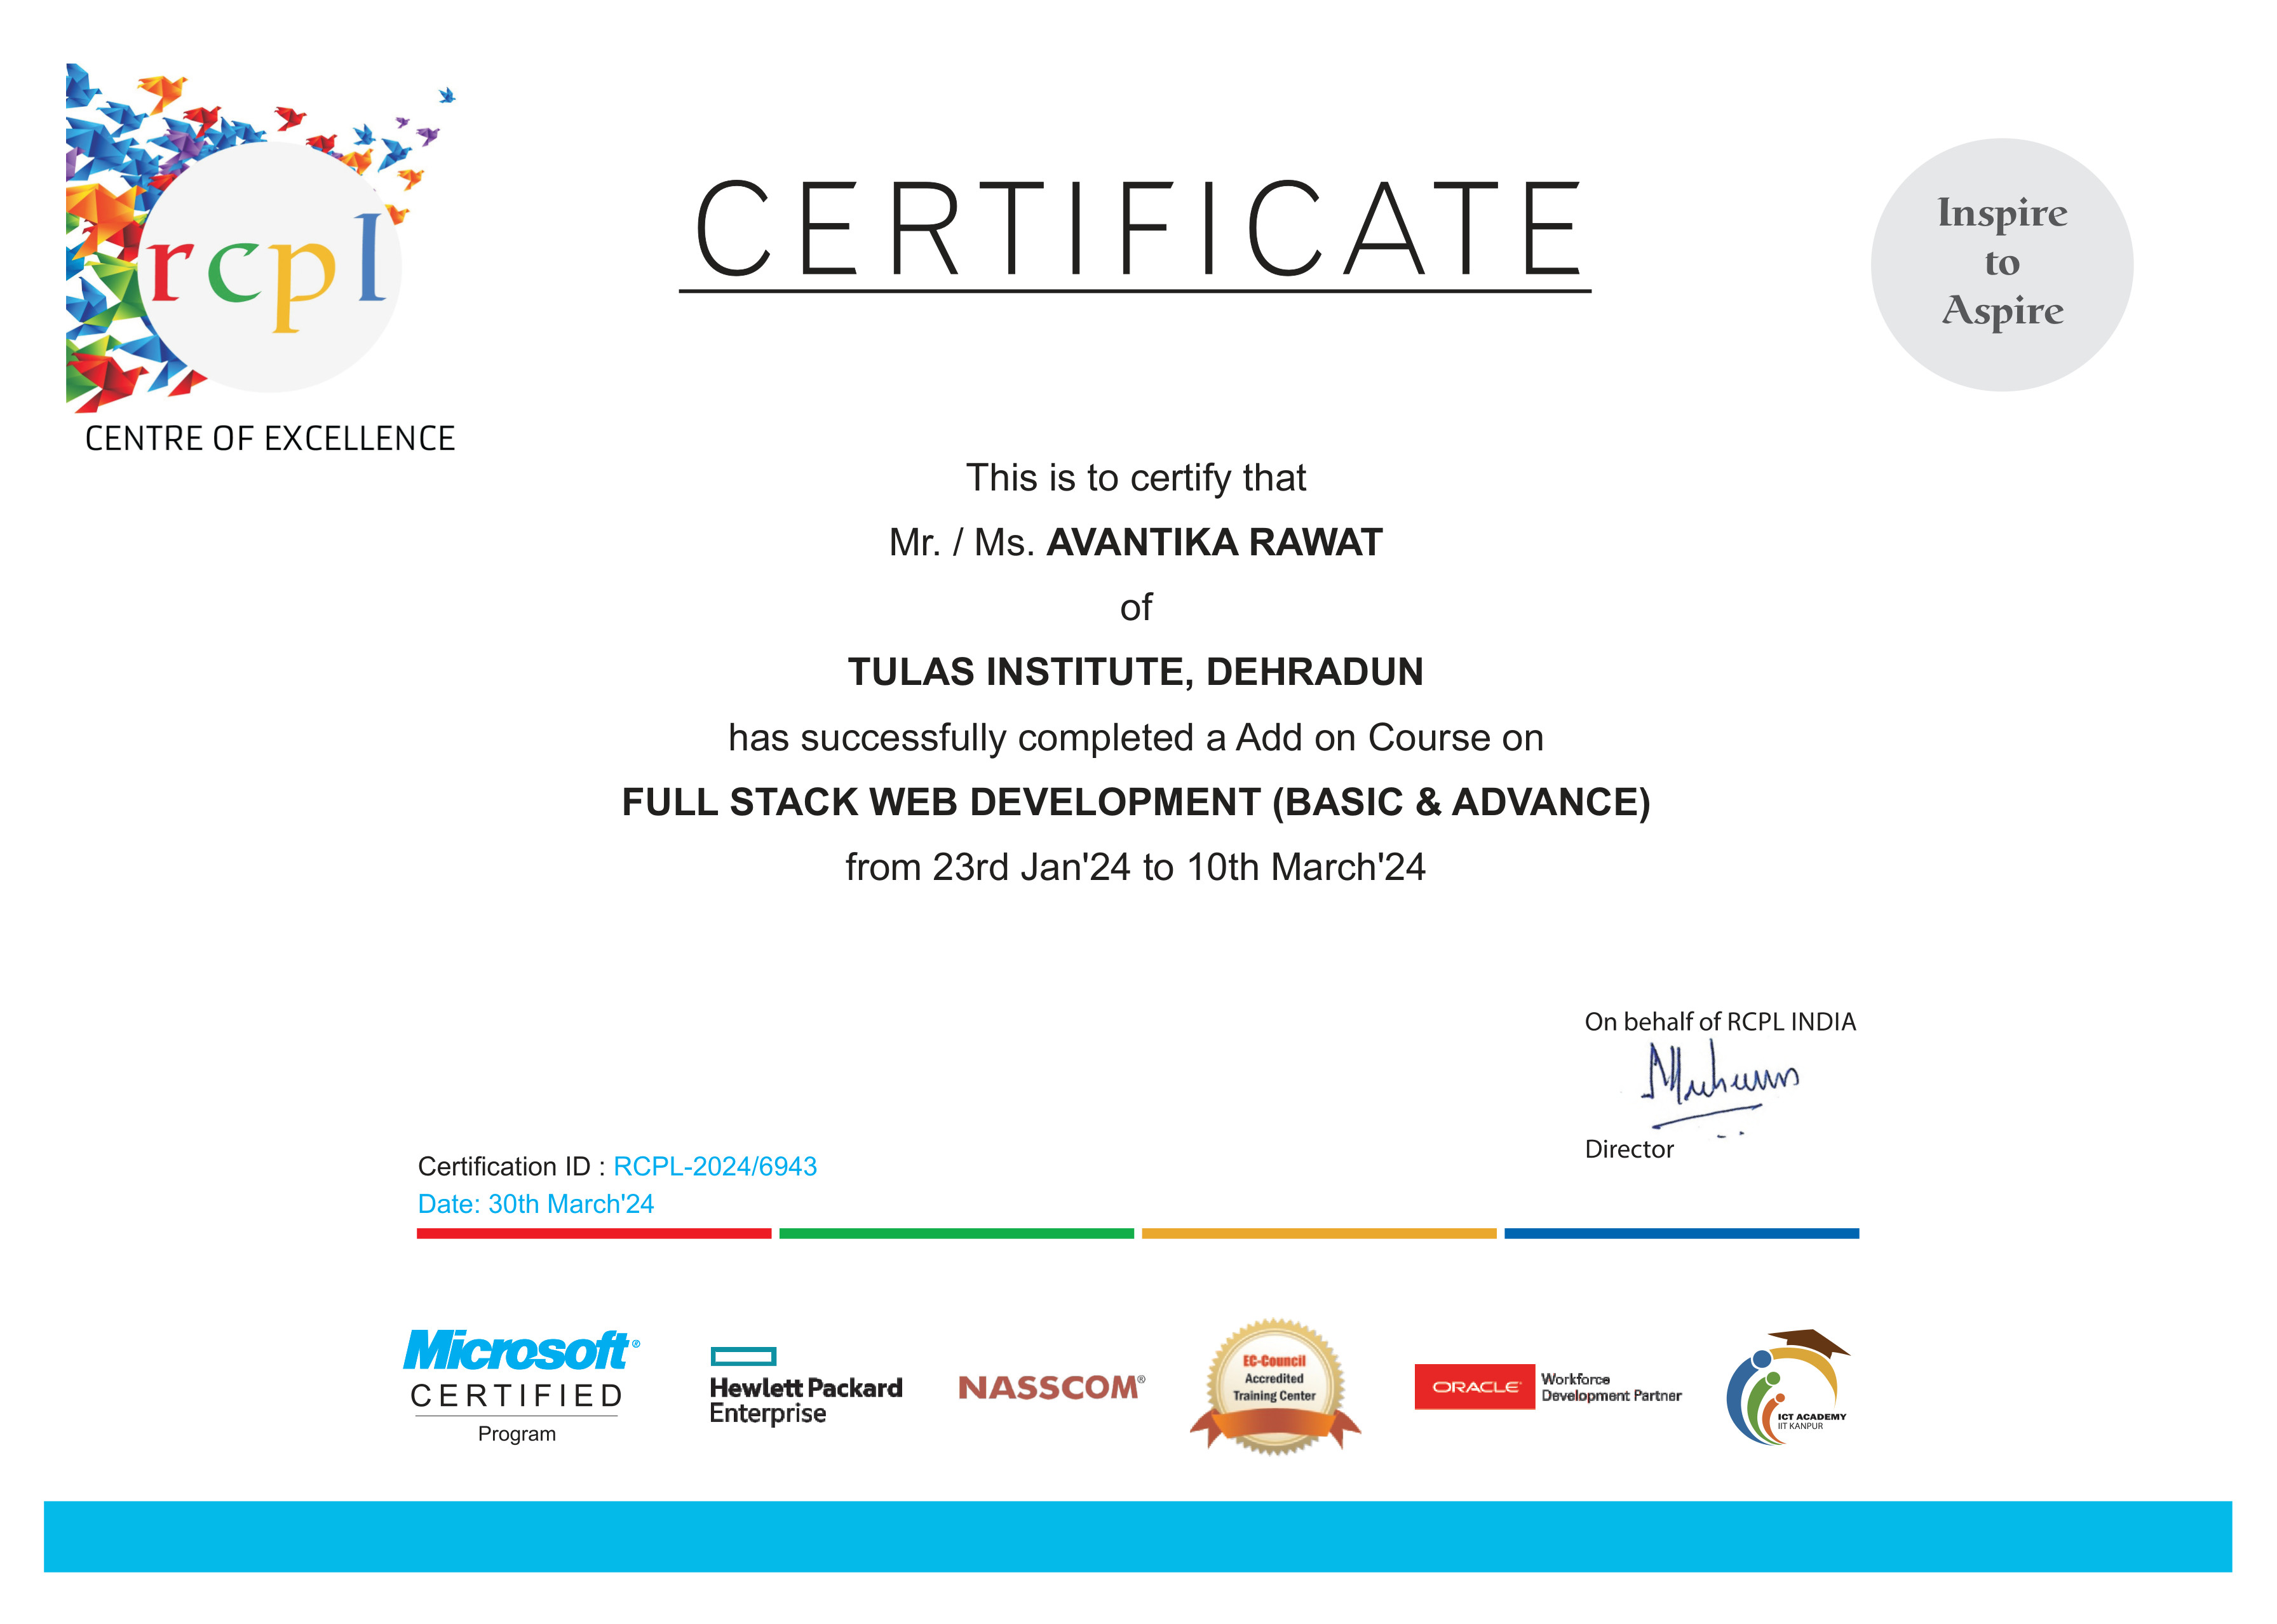 rcpl
CENTRE OF EXCELLENCE
CERTIFICATE
Inspire
to
Aspire
This is to certify that
Mr. / Ms. AVANTIKA RAWAT
of
TULAS INSTITUTE, DEHRADUN
has successfully completed a Add on Course on
FULL STACK WEB DEVELOPMENT (BASIC & ADVANCE)
from 23rd Jan'24 to 10th March'24
On behalf of RCPL INDIA
Director
Certification ID : RCPL-2024/6943
Date: 30th March'24
Microsoft®
CERTIFIED
Program
Hewlett Packard
Enterprise
NASSCOM®
EC-Council
Accredited
Training Center
ORACLE®
Workforce
Development Partner
ICT ACADEMY
IIT KANPUR